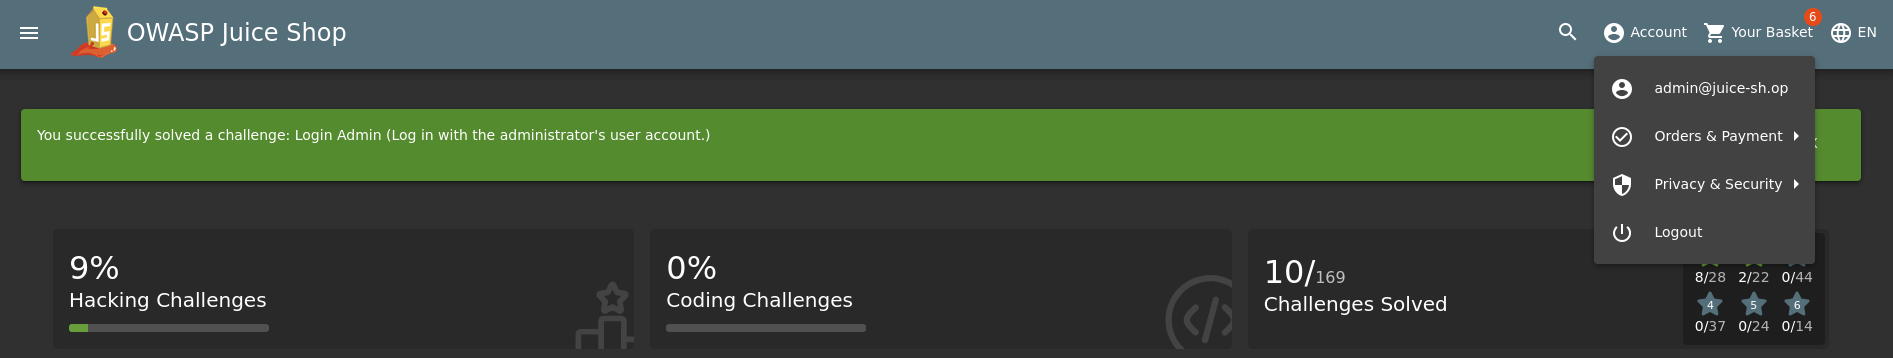 OWASP Juice Shop
Account
Your Basket
6
EN
admin@juice-sh.op
Orders & Payment
Privacy & Security
Logout
You successfully solved a challenge: Login Admin (Log in with the administrator's user account.)
9%
Hacking Challenges
0%
Coding Challenges
10/169
Challenges Solved
8/28 2/22 0/44
4 5 6
0/37 0/24 0/14